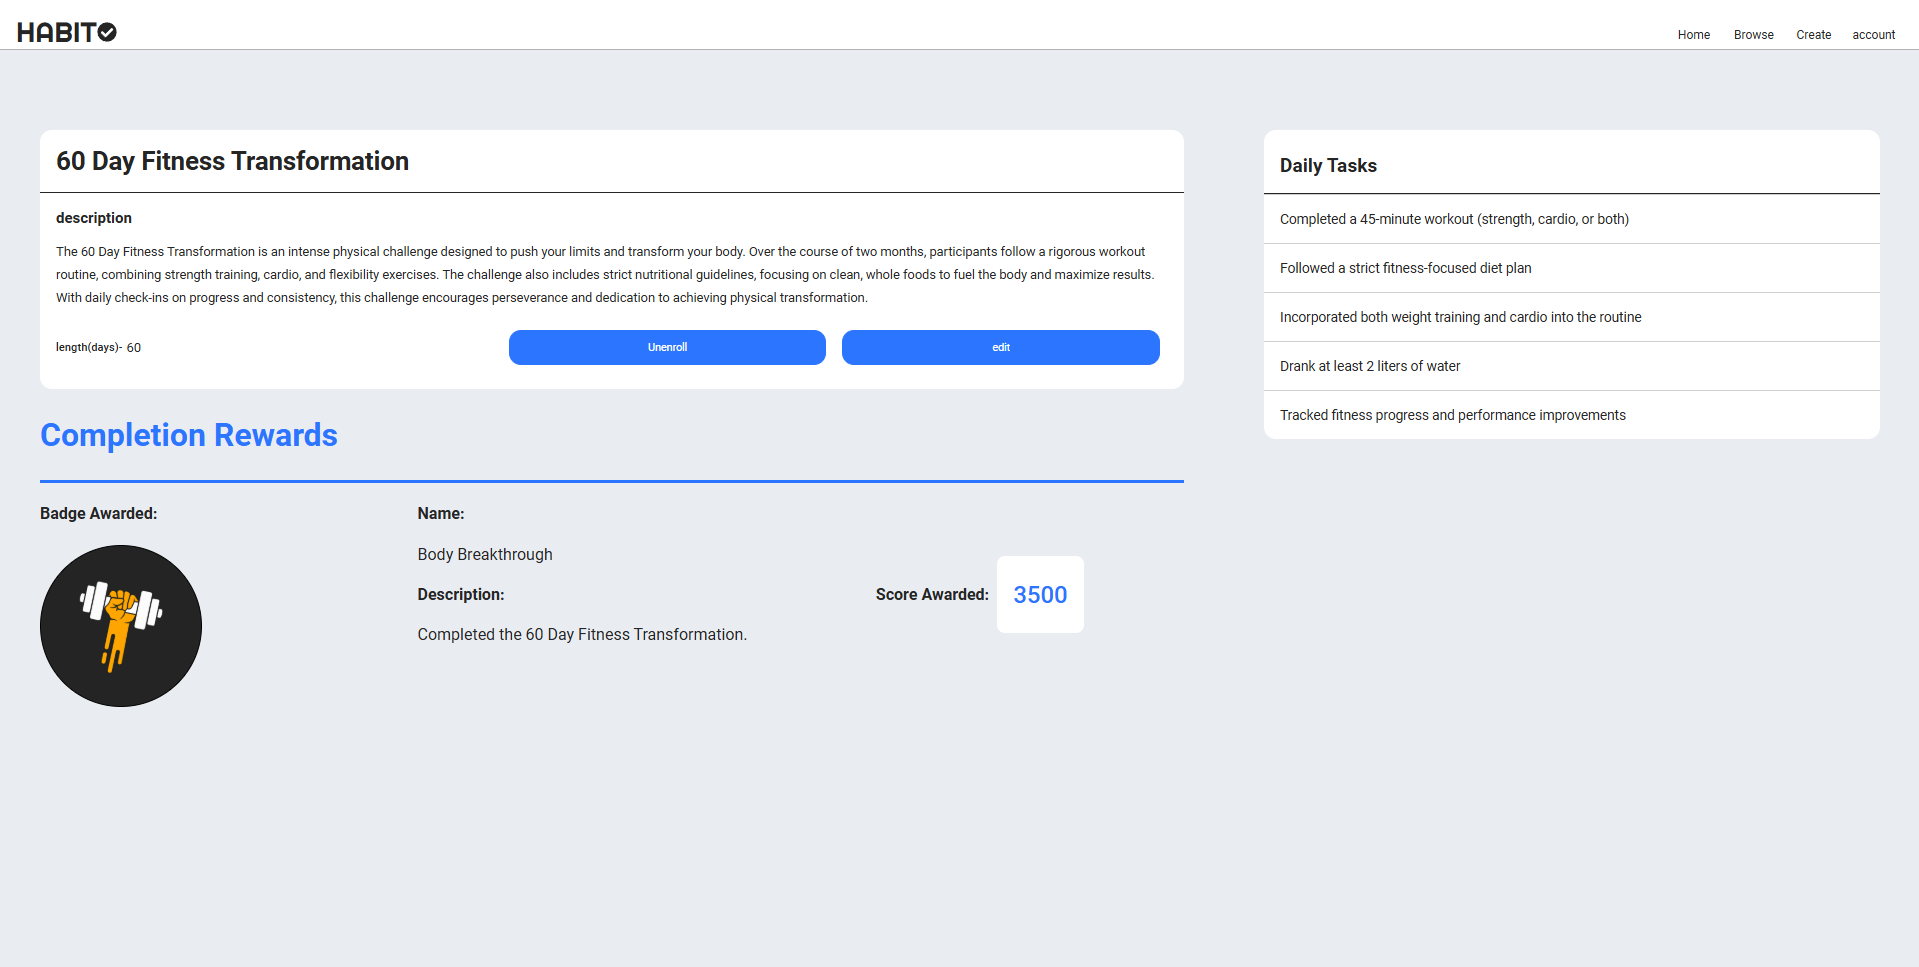 HABIT
Home Browse Create account
60 Day Fitness Transformation
description
The 60 Day Fitness Transformation is an intense physical challenge designed to push your limits and transform your body. Over the course of two months, participants follow a rigorous workout
routine, combining strength training, cardio, and flexibility exercises. The challenge also includes strict nutritional guidelines, focusing on clean, whole foods to fuel the body and maximize results.
With daily check-ins on progress and consistency, this challenge encourages perseverance and dedication to achieving physical transformation.
length(days)- 60
Unenroll
edit
Daily Tasks
Completed a 45-minute workout (strength, cardio, or both)
Followed a strict fitness-focused diet plan
Incorporated both weight training and cardio into the routine
Drank at least 2 liters of water
Tracked fitness progress and performance improvements
Completion Rewards
Badge Awarded:
Name:
Body Breakthrough
Description:
Completed the 60 Day Fitness Transformation.
Score Awarded: 3500